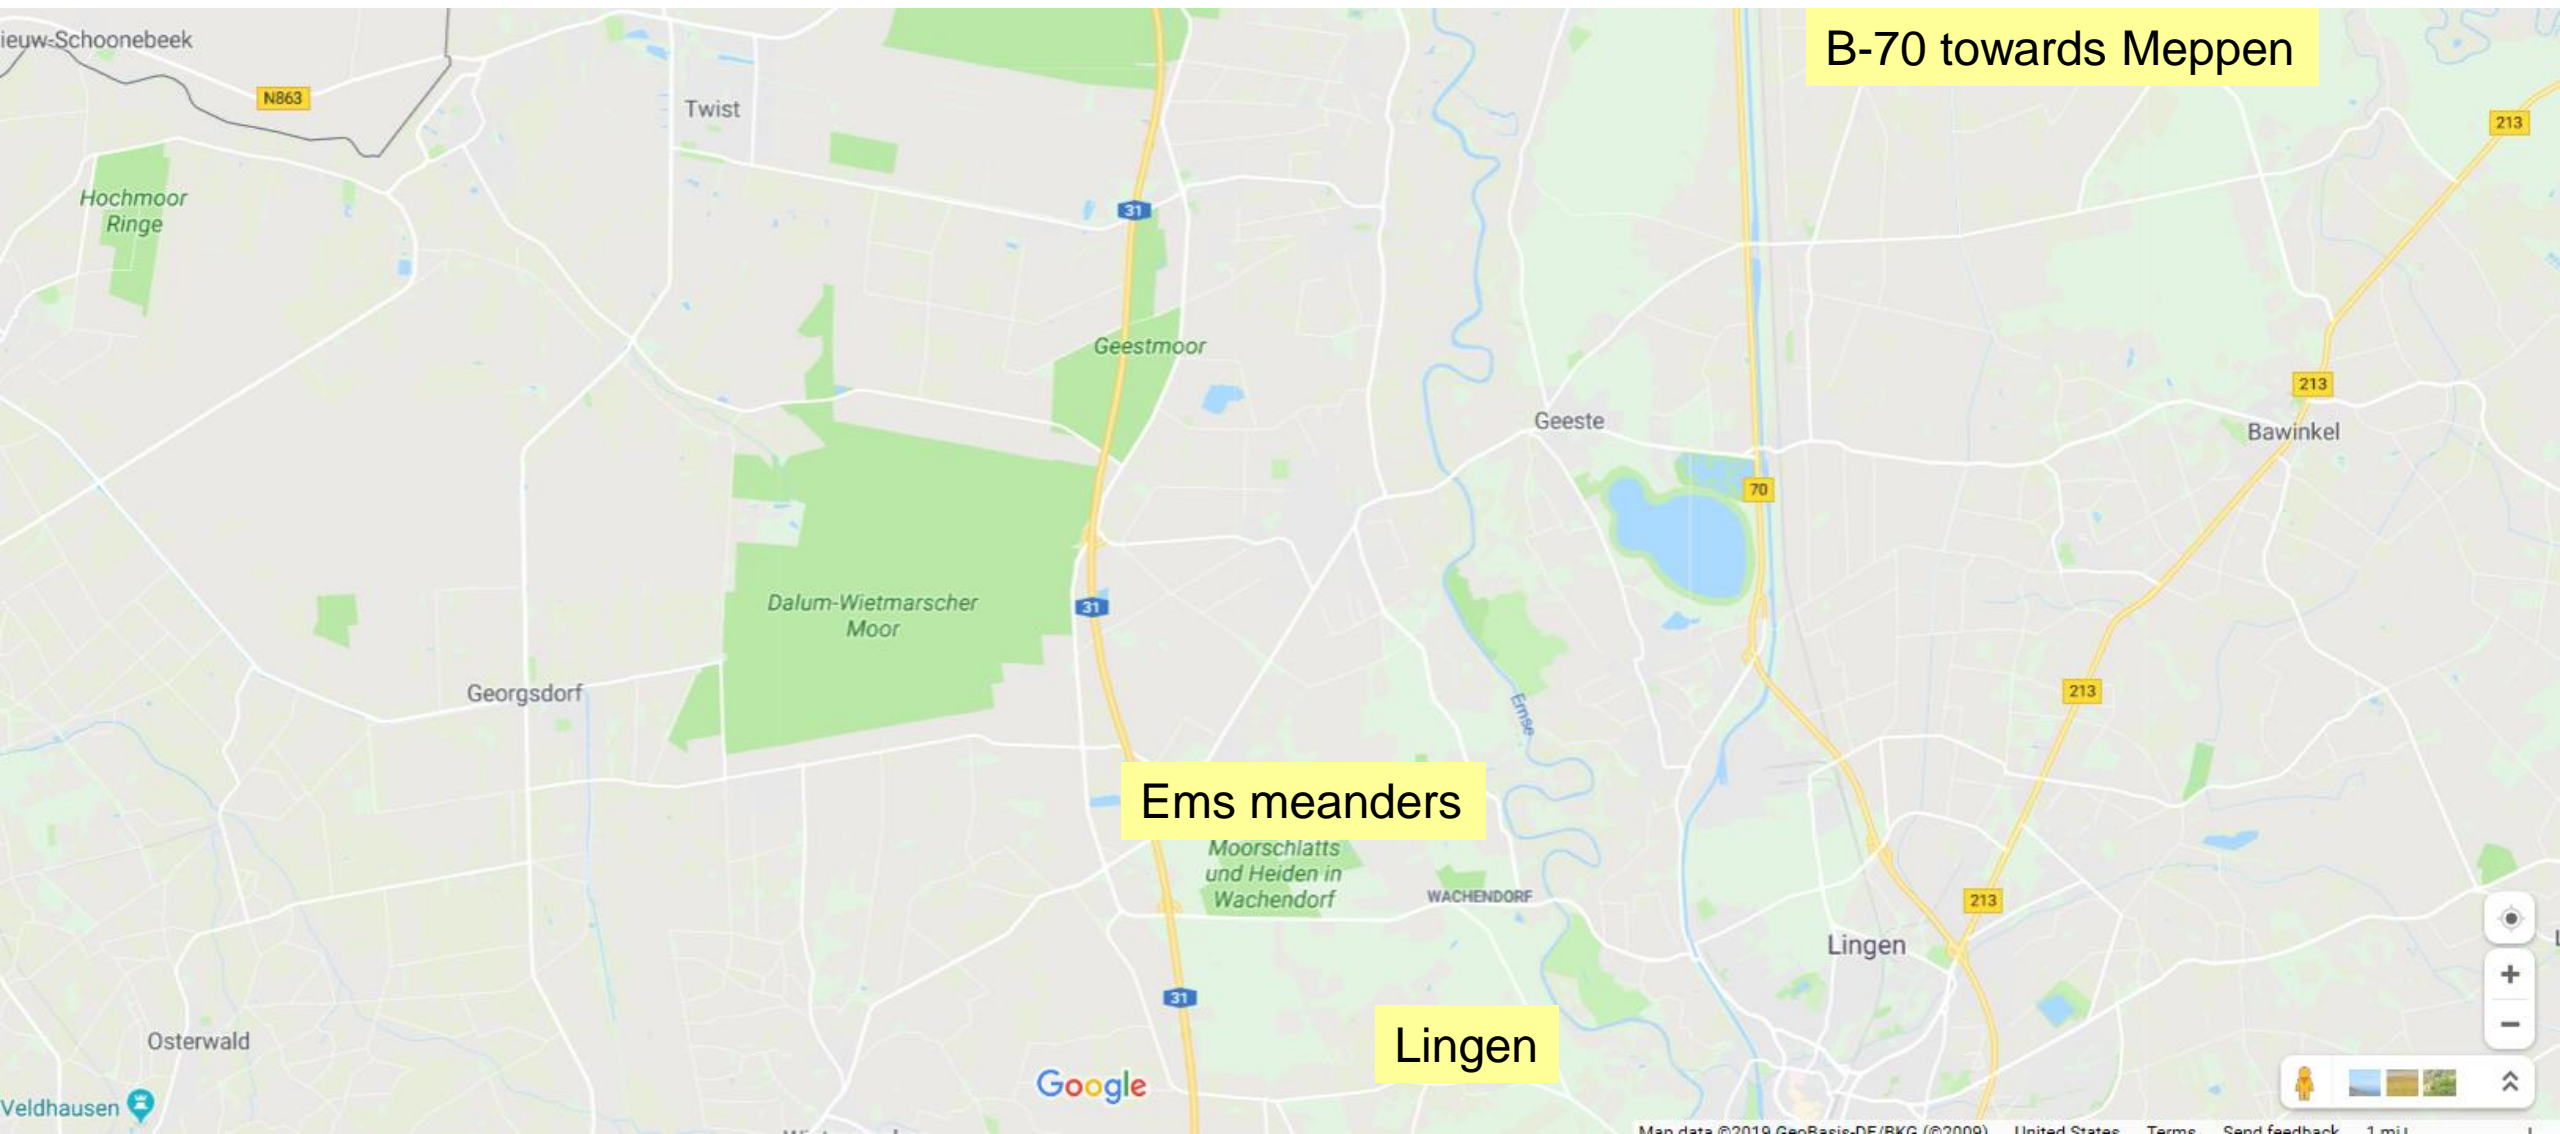 ieuw-Schoonebeek
B-70 towards Meppen
N863
Twist
213
Hochmoor
Ringe
31
Geestmoor
213
Geeste
Bawinkel
70
Dalum-Wietmarscher
Moor
31
Georgsdorf
213
Emse
Ems meanders
Moorschlatts
und Heiden in
Wachendorf
WACHENDORF
213
Lingen
31
Osterwald
Lingen
Google
Veldhausen
Map data ©2019 GeoBasis-DE/BKG (©2009) United States Terms Send feedback 1 mi